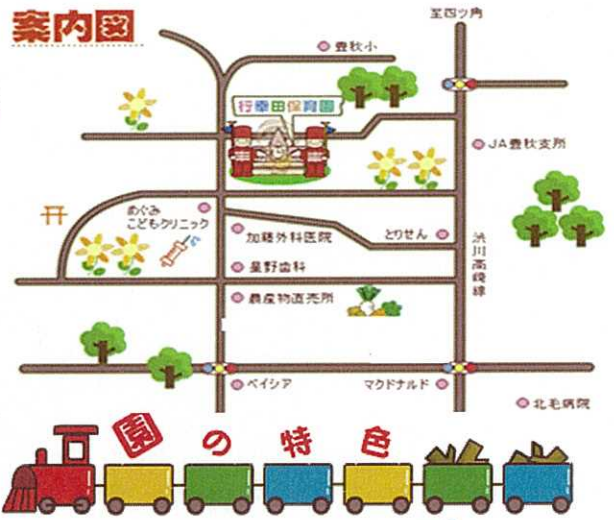 案内図
至四ツ角
豊秋小
行幸田保育園
JA豊秋支所
めぐみ
こどもクリニック
加藤外科医院
とりせん
渋川高崎線
星野歯科
農産物直売所
ベイシア
マクドナルド
北毛病院
園の特色